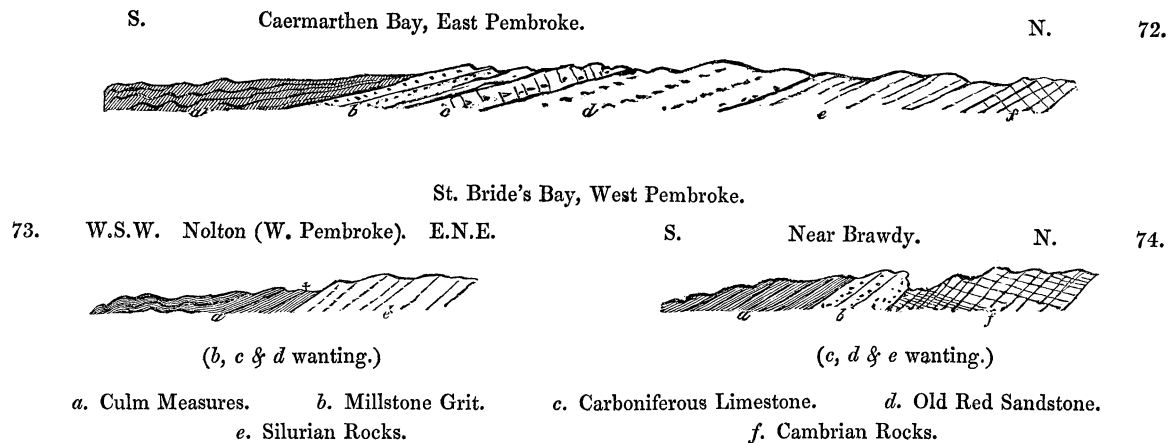 S. Caermarthen Bay, East Pembroke. N. 72.
a b c d e f
St. Bride's Bay, West Pembroke.
73. W.S.W. Nolton (W. Pembroke). E.N.E. S. Near Brawdy. N. 74.
a e a b f
(b, c & d wanting.) (c, d & e wanting.)
a. Culm Measures. b. Millstone Grit. c. Carboniferous Limestone. d. Old Red Sandstone.
e. Silurian Rocks. f. Cambrian Rocks.